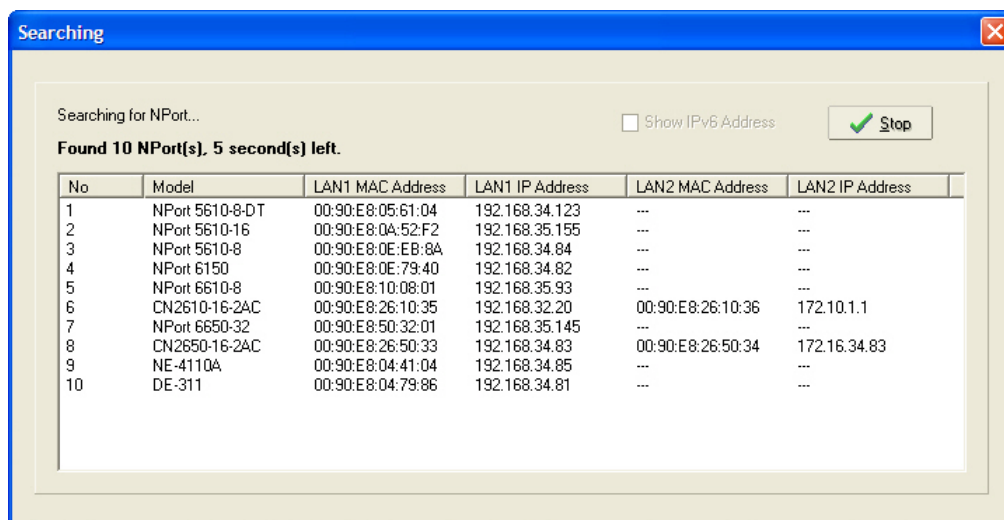 Searching
Searching for NPort...
Show IPv6 Address
Stop
Found 10 NPort(s), 5 second(s) left.
No Model LAN1 MAC Address LAN1 IP Address LAN2 MAC Address LAN2 IP Address
1 NPort 5610-8-DT 00:90:E8:05:61:04 192.168.34.123 --- ---
2 NPort 5610-16 00:90:E8:0A:52:F2 192.168.35.155 --- ---
3 NPort 5610-8 00:90:E8:0E:EB:8A 192.168.34.84 --- ---
4 NPort 6150 00:90:E8:0E:79:40 192.168.34.82 --- ---
5 NPort 6610-8 00:90:E8:10:08:01 192.168.35.93 --- ---
6 CN2610-16-2AC 00:90:E8:26:10:35 192.168.32.20 00:90:E8:26:10:36 172.10.1.1
7 NPort 6650-32 00:90:E8:50:32:01 192.168.35.145 --- ---
8 CN2650-16-2AC 00:90:E8:26:50:33 192.168.34.83 00:90:E8:26:50:34 172.16.34.83
9 NE-4110A 00:90:E8:04:41:04 192.168.34.85 --- ---
10 DE-311 00:90:E8:04:79:86 192.168.34.81 --- ---